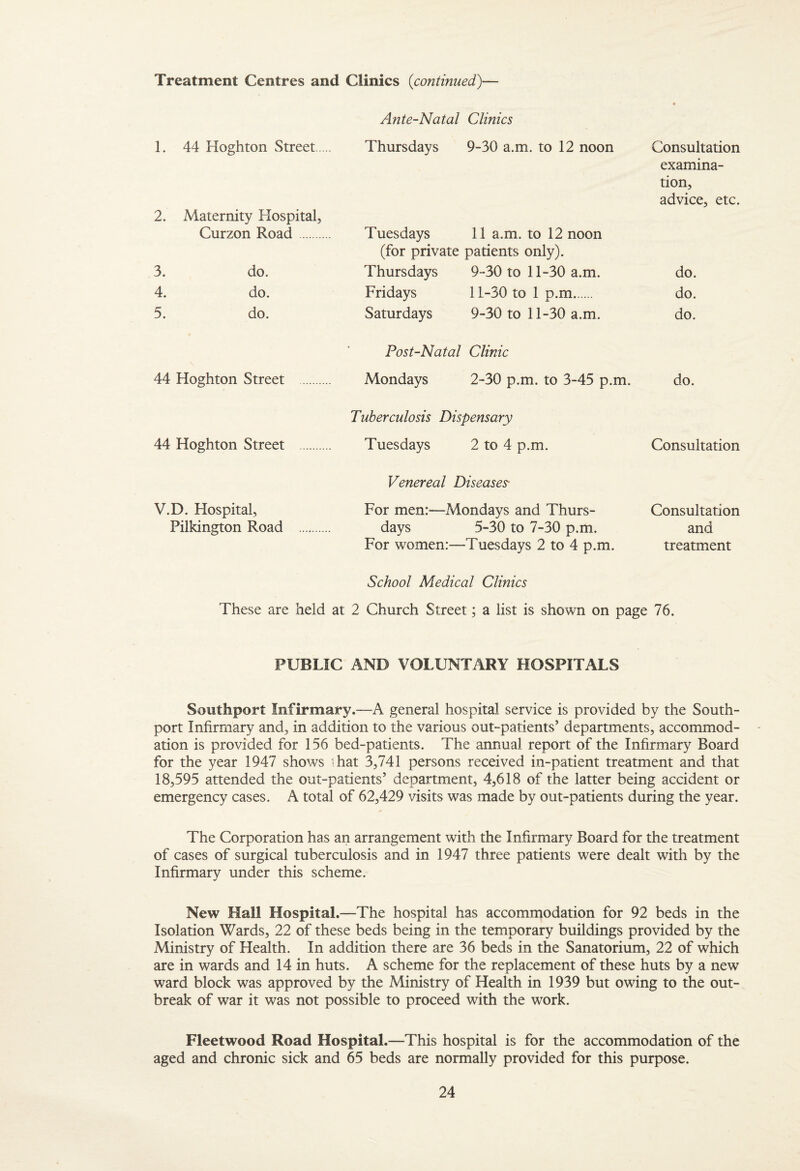 Treatment Centres and Clinics (continued)—
Ante-Natal Clinics
1. 44 Hoghton Street..... Thursdays 9-30 a.m. to 12 noon Consultation
examina-
tion,
advice, etc.
2. Maternity Hospital,
Curzon Road .......... Tuesdays 11 a.m. to 12 noon
(for private patients only).
3. do. Thursdays 9-30 to 11-30 a.m. do.
4. do. Fridays 11-30 to 1 p.m...... do.
5. do. Saturdays 9-30 to 11-30 a.m. do.
Post-Natal Clinic
44 Hoghton Street .......... Mondays 2-30 p.m. to 3-45 p.m. do.
Tuberculosis Dispensary
44 Hoghton Street .......... Tuesdays 2 to 4 p.m. Consultation
Venereal Diseases
V.D. Hospital, For men:—Mondays and Thurs- Consultation
Pilkington Road .......... days 5-30 to 7-30 p.m. and
For women:—Tuesdays 2 to 4 p.m. treatment
School Medical Clinics
These are held at 2 Church Street; a list is shown on page 76.
PUBLIC AND VOLUNTARY HOSPITALS
Southport Infirmary.—A general hospital service is provided by the South-
port Infirmary and, in addition to the various out-patients' departments, accommod-
ation is provided for 156 bed-patients. The annual report of the Infirmary Board
for the year 1947 shows that 3,741 persons received in-patient treatment and that
18,595 attended the out-patients' department, 4,618 of the latter being accident or
emergency cases. A total of 62,429 visits was made by out-patients during the year.
The Corporation has an arrangement with the Infirmary Board for the treatment
of cases of surgical tuberculosis and in 1947 three patients were dealt with by the
Infirmary under this scheme.
New Hall Hospital.—The hospital has accommodation for 92 beds in the
Isolation Wards, 22 of these beds being in the temporary buildings provided by the
Ministry of Health. In addition there are 36 beds in the Sanatorium, 22 of which
are in wards and 14 in huts. A scheme for the replacement of these huts by a new
ward block was approved by the Ministry of Health in 1939 but owing to the out-
break of war it was not possible to proceed with the work.
Fleetwood Road Hospital.—This hospital is for the accommodation of the
aged and chronic sick and 65 beds are normally provided for this purpose.
24